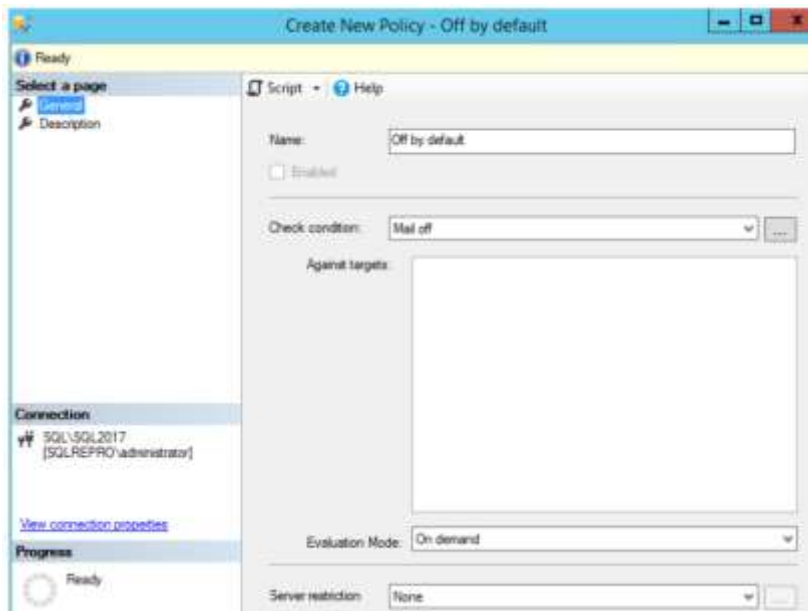 Create New Policy - Off by default
Ready
Select a page
General
Description
Script
Help
Name:
Off by default
Enabled
Check condition:
Mail off
...
Against targets:
Evaluation Mode:
On demand
Server restriction:
None
...
Connection
SQL\SQL2017
[SQLREPRO\administrator]
View connection properties
Progress
Ready